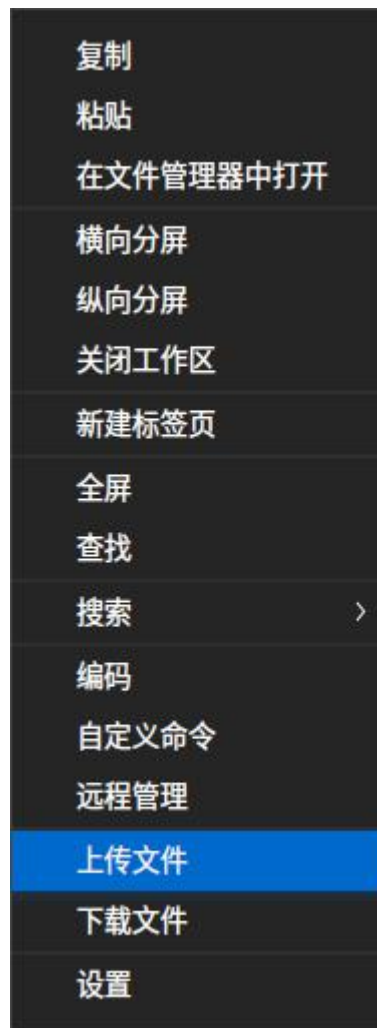 复制
粘贴
在文件管理器中打开
横向分屏
纵向分屏
关闭工作区
新建标签页
全屏
查找
搜索
编码
自定义命令
远程管理
上传文件
下载文件
设置